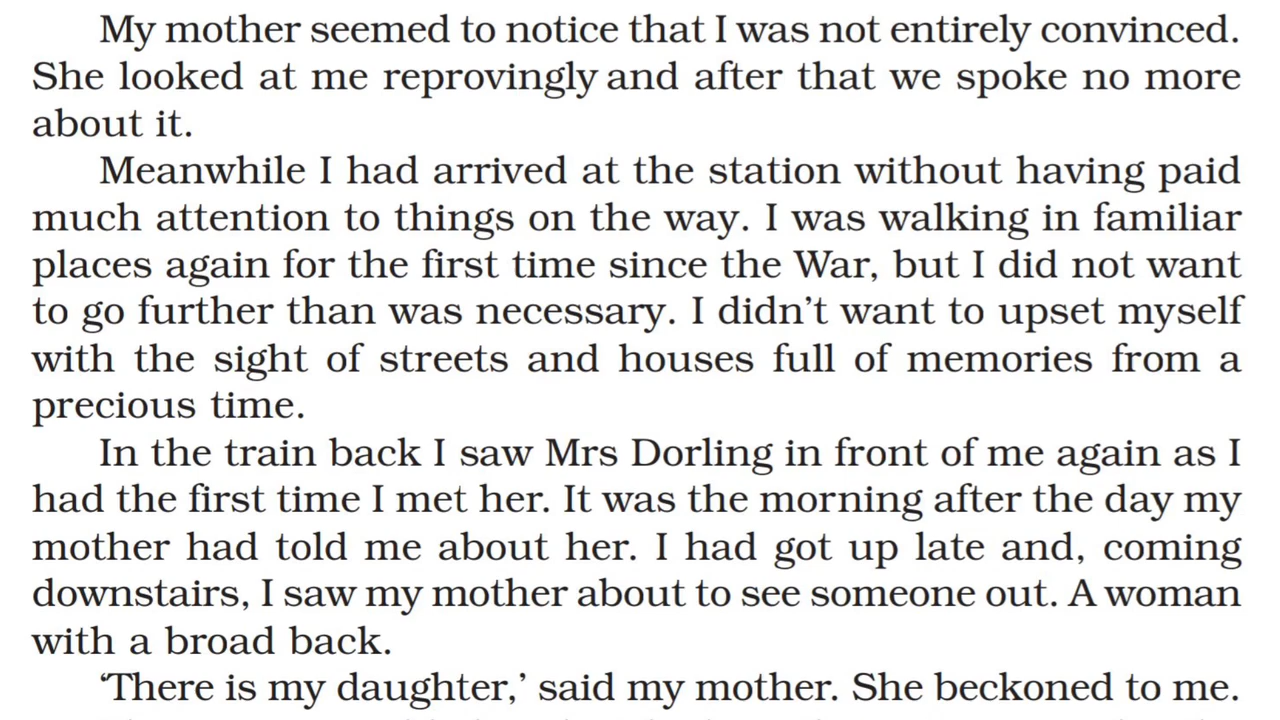 My mother seemed to notice that I was not entirely convinced.
She looked at me reprovingly and after that we spoke no more
about it.
Meanwhile I had arrived at the station without having paid
much attention to things on the way. I was walking in familiar
places again for the first time since the War, but I did not want
to go further than was necessary. I didn’t want to upset myself
with the sight of streets and houses full of memories from a
precious time.
In the train back I saw Mrs Dorling in front of me again as I
had the first time I met her. It was the morning after the day my
mother had told me about her. I had got up late and, coming
downstairs, I saw my mother about to see someone out. A woman
with a broad back.
‘There is my daughter,’ said my mother. She beckoned to me.